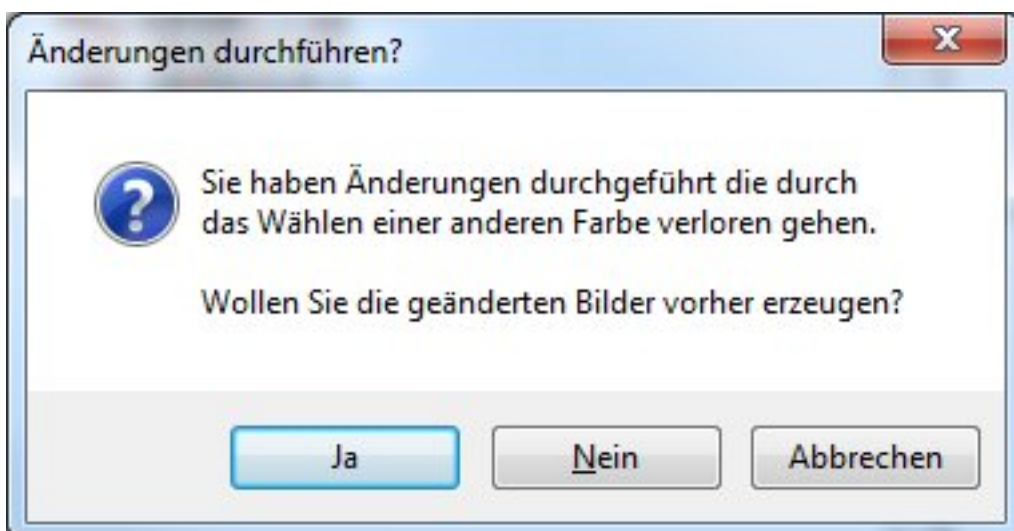 Änderungen durchführen?
Sie haben Änderungen durchgeführt die durch
das Wählen einer anderen Farbe verloren gehen.
Wollen Sie die geänderten Bilder vorher erzeugen?
Ja
Nein
Abbrechen